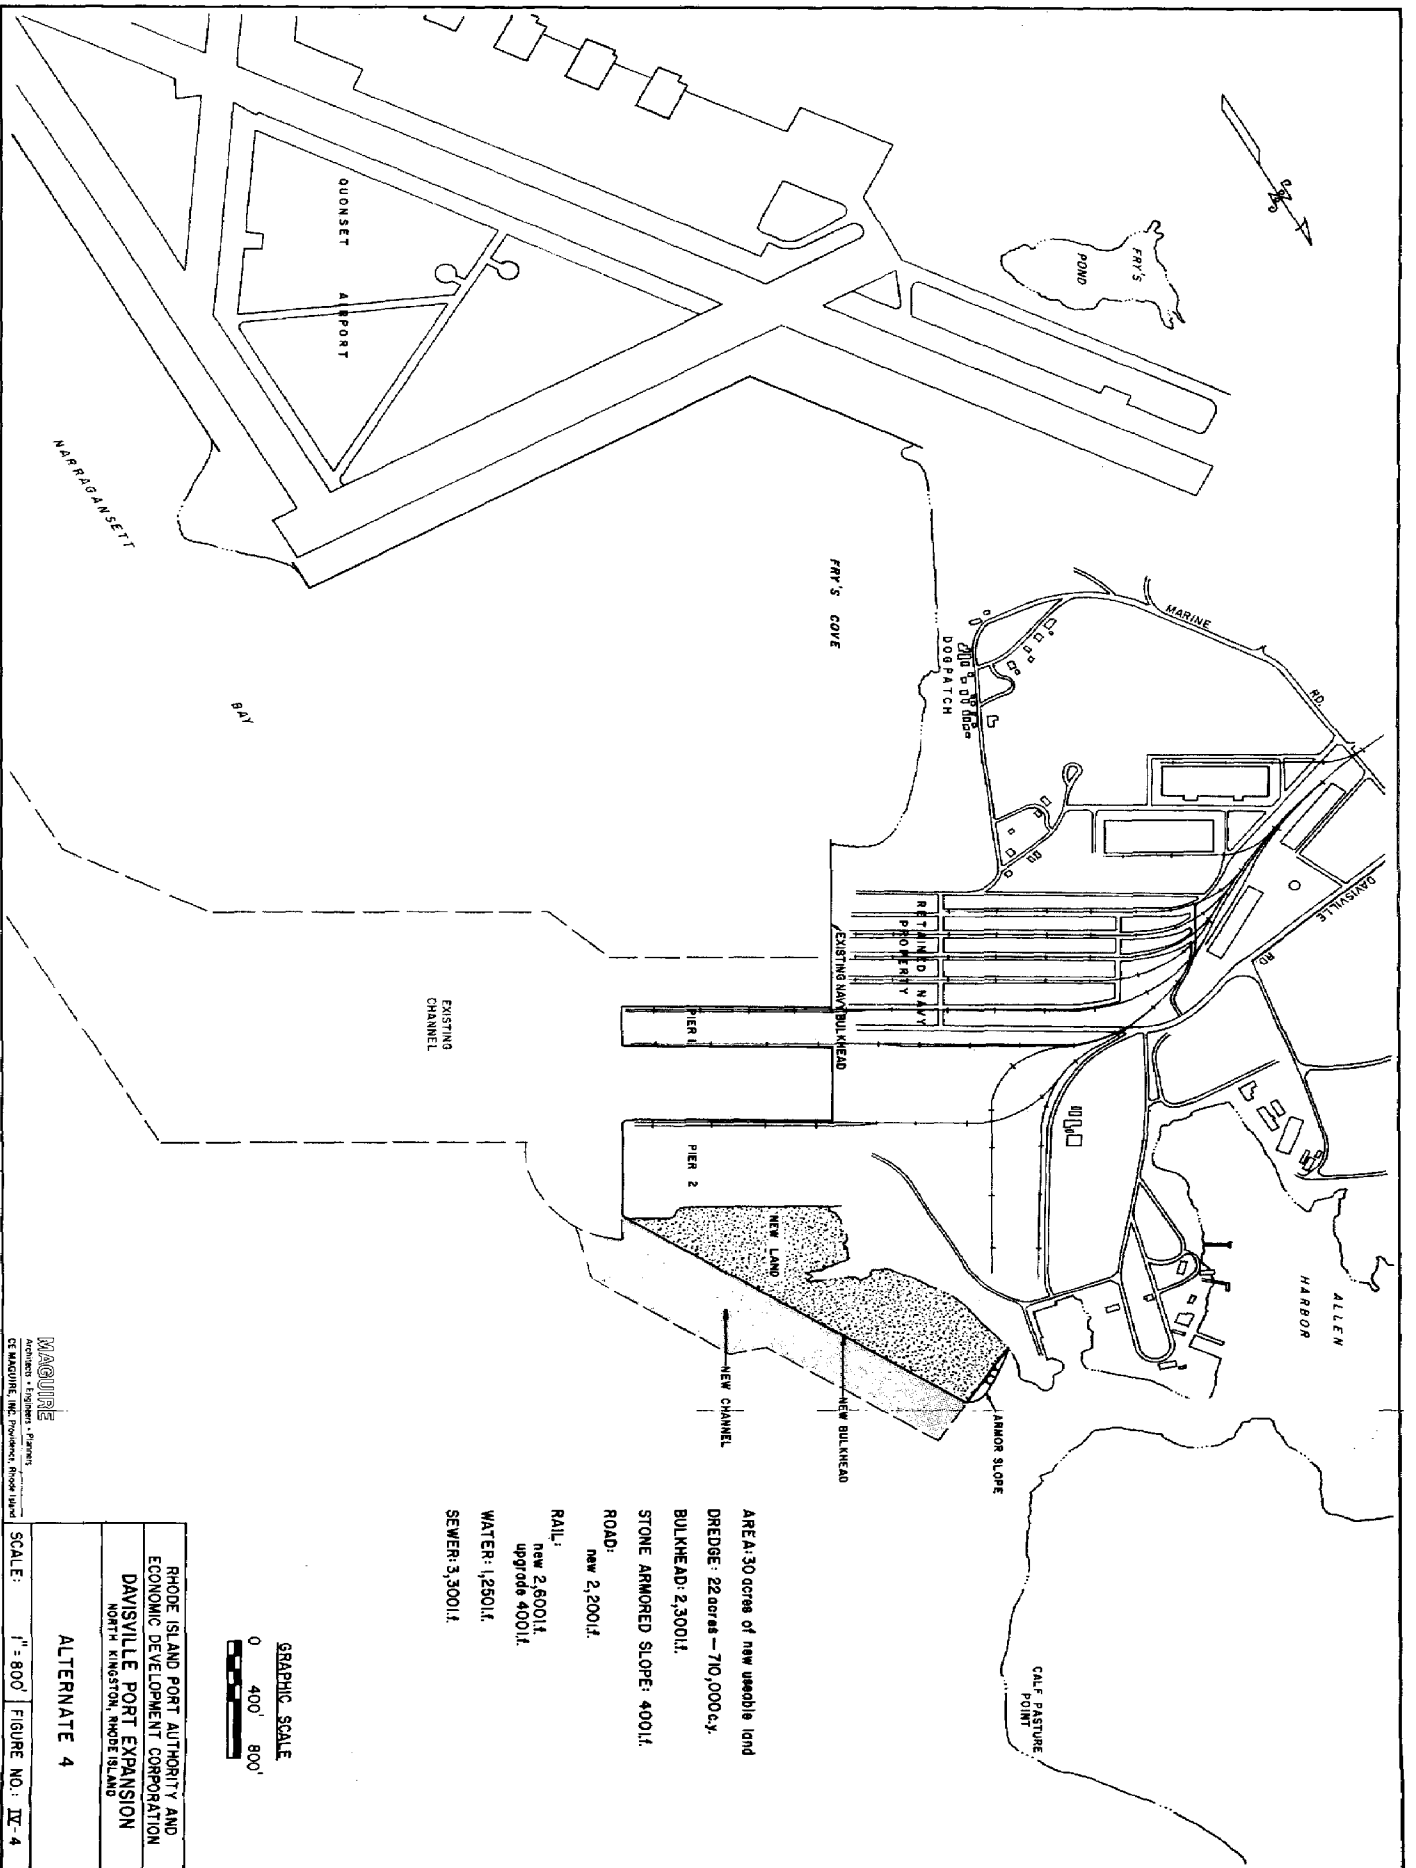 QUONSET AIRPORT
FRY'S
POND
NARRAGANSETT
BAY
FRY'S COVE
DOGPATCH
MARINE
RD.
DAVISVILLE
RD
RETAINED NAVY
PROPERTY
EXISTING NAVY BULKHEAD
PIER 1
PIER 2
EXISTING
CHANNEL
NEW LAND
NEW CHANNEL
NEW BULKHEAD
ARMOR SLOPE
ALLEN
HARBOR
CALF PASTURE
POINT
AREA: 30 acres of new useable land
DREDGE: 22 acres - 710,000 c.y.
BULKHEAD: 2,300 l.f.
STONE ARMORED SLOPE: 400 l.f.
ROAD:
new 2,200 l.f.
RAIL:
new 2,600 l.f.
upgrade 400 l.f.
WATER: 1,250 l.f.
SEWER: 3,300 l.f.
GRAPHIC SCALE
0 400' 800'
MAGUIRE
Architects • Engineers • Planners
CE MAGUIRE, INC. Providence, Rhode Island
RHODE ISLAND PORT AUTHORITY AND
ECONOMIC DEVELOPMENT CORPORATION
DAVISVILLE PORT EXPANSION
NORTH KINGSTON, RHODE ISLAND
ALTERNATE 4
SCALE: 1" = 800' FIGURE NO.: IV-4